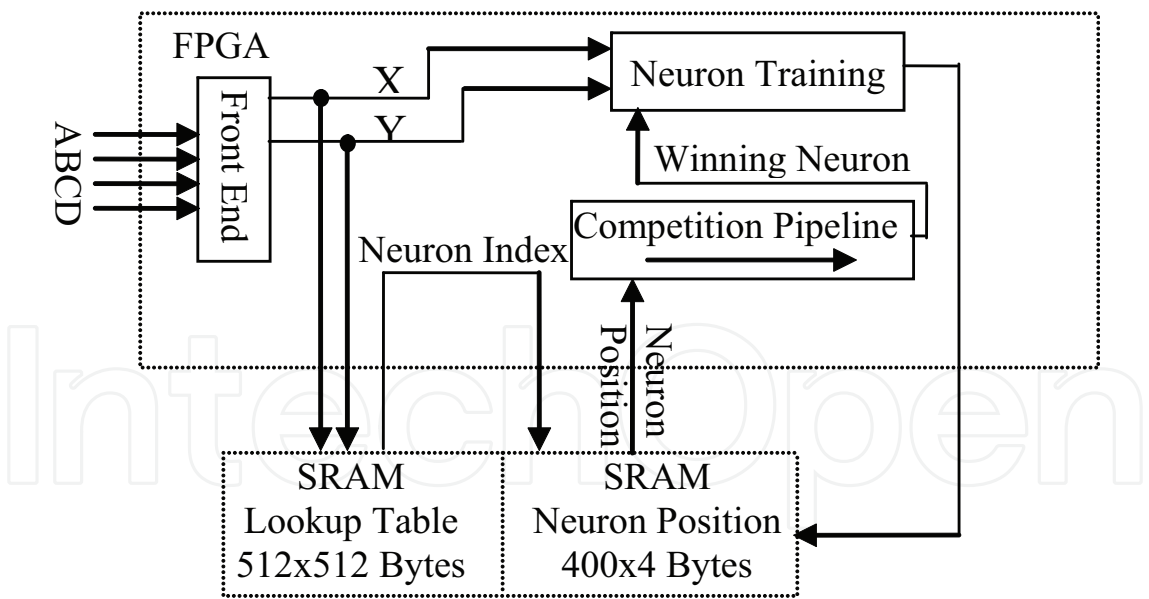 FPGA
Front End
ABCD
X
Y
Neuron Training
Winning Neuron
Competition Pipeline
Neuron Index
Neuron
Position
SRAM
Lookup Table
512x512 Bytes
SRAM
Neuron Position
400x4 Bytes
IntechOpen